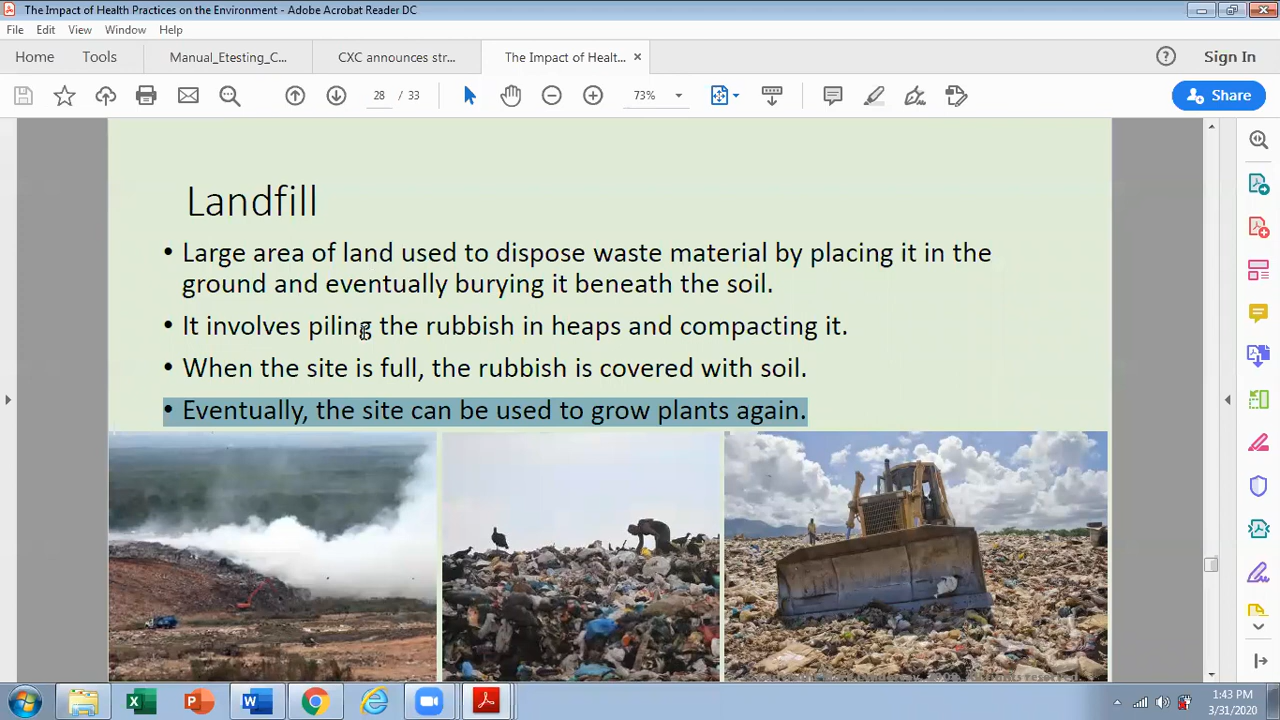 The Impact of Health Practices on the Environment - Adobe Acrobat Reader DC
File Edit View Window Help
Home Tools Manual_Etesting_C... CXC announces str... The Impact of Healt... ×
? Sign In
28 / 33 73% Share
Landfill
• Large area of land used to dispose waste material by placing it in the
ground and eventually burying it beneath the soil.
• It involves piling the rubbish in heaps and compacting it.
• When the site is full, the rubbish is covered with soil.
• Eventually, the site can be used to grow plants again.
1:43 PM
3/31/2020